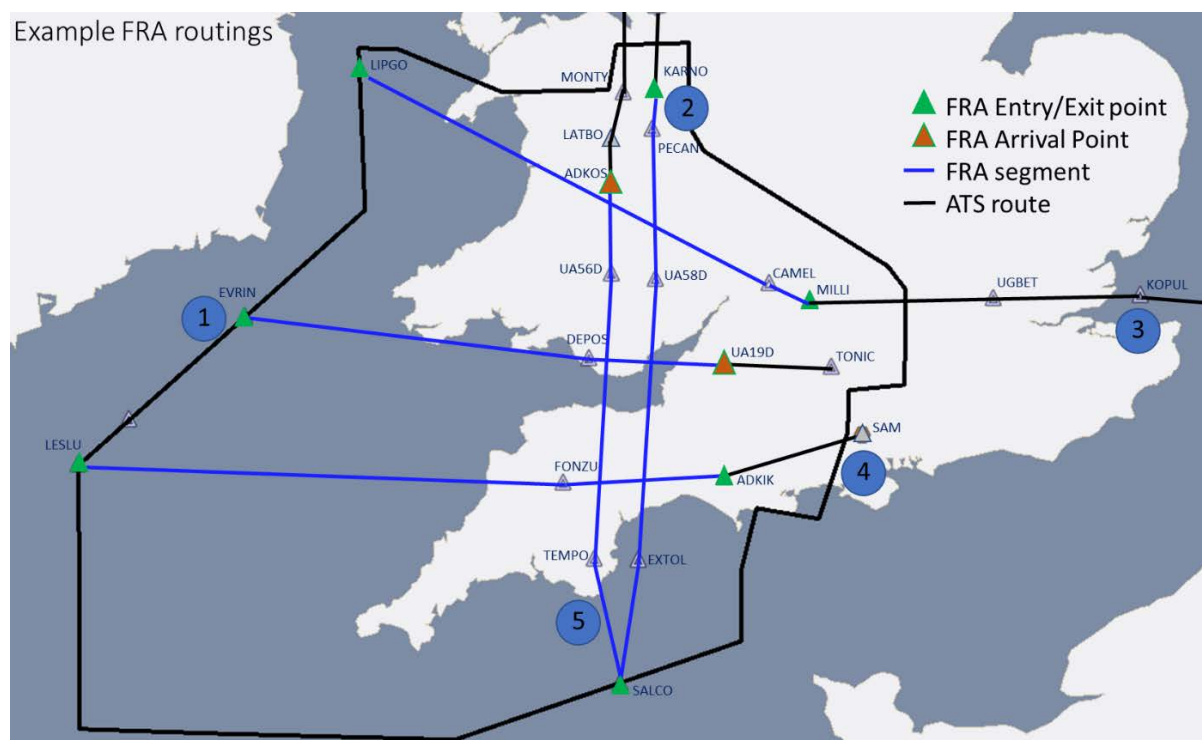 Example FRA routings
LIPGO
MONTY
KARNO
2
LATBO
PECAN
ADKOS
FRA Entry/Exit point
FRA Arrival Point
FRA segment
ATS route
UA56D
UA58D
CAMEL
MILLI
UGBET
KOPUL
3
EVRIN
1
DEPOS
UA19D
TONIC
LESLU
FONZU
ADKIK
SAM
4
TEMPO
EXTOL
5
SALCO